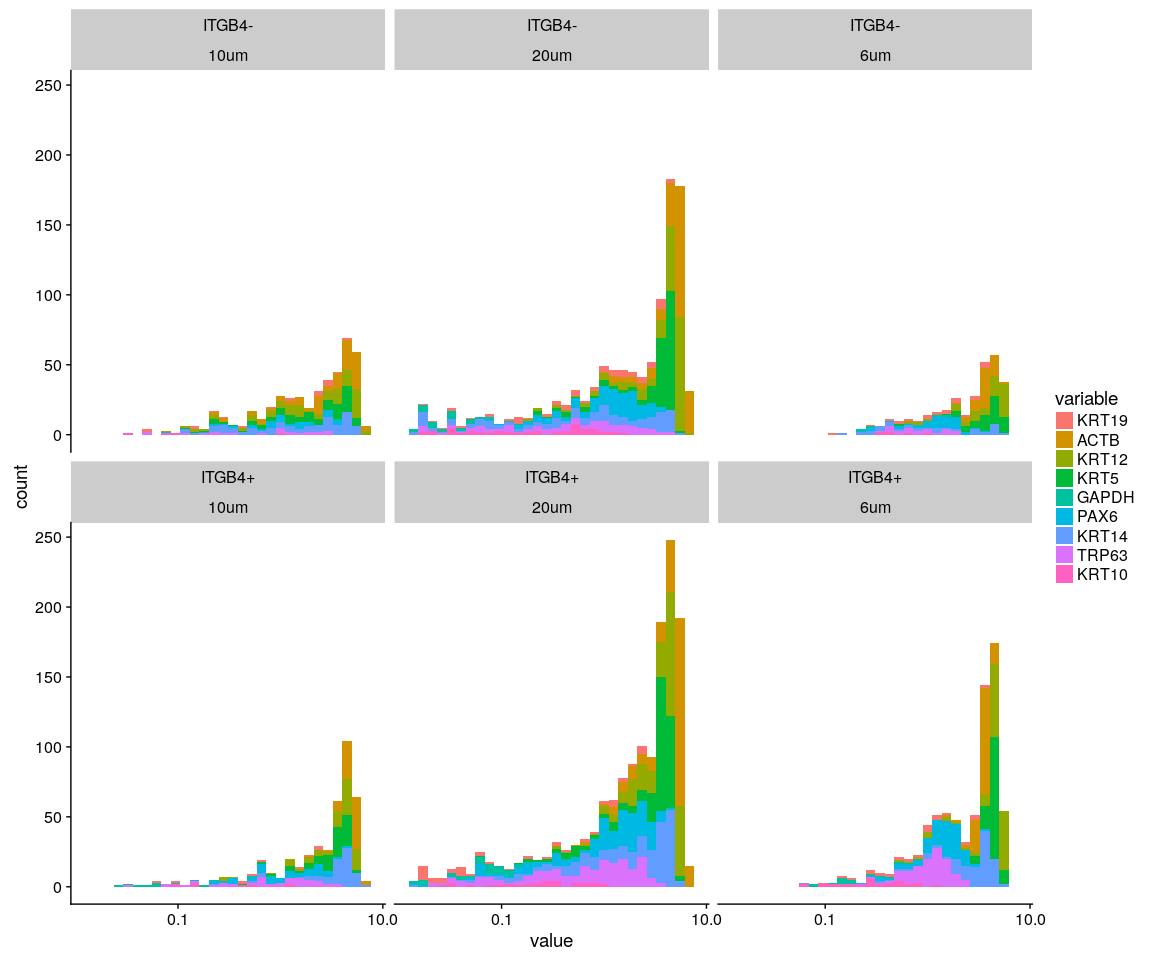 ITGB4-
10um
ITGB4-
20um
ITGB4-
6um
250
200
150
100
50
0
ITGB4+
10um
ITGB4+
20um
ITGB4+
6um
250
200
150
100
50
0
0.1
10.0
0.1
10.0
0.1
10.0
value
count
variable
KRT19
ACTB
KRT12
KRT5
GAPDH
PAX6
KRT14
TRP63
KRT10